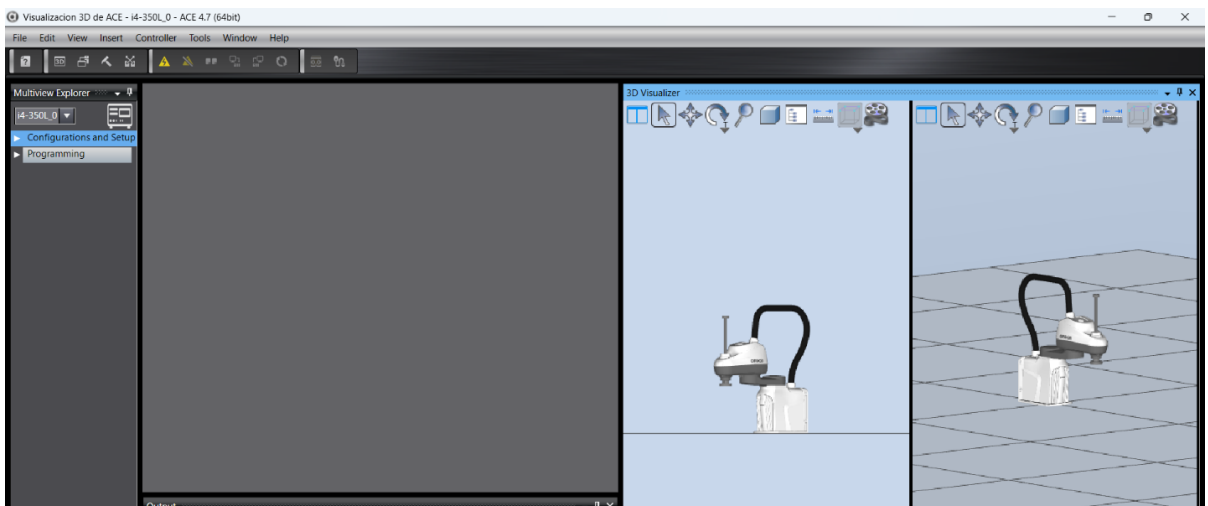 Visualizacion 3D de ACE - i4-350L_0 - ACE 4.7 (64bit)
File Edit View Insert Controller Tools Window Help
Multiview Explorer
3D Visualizer
i4-350L_0
Configurations and Setup
Programming
Output